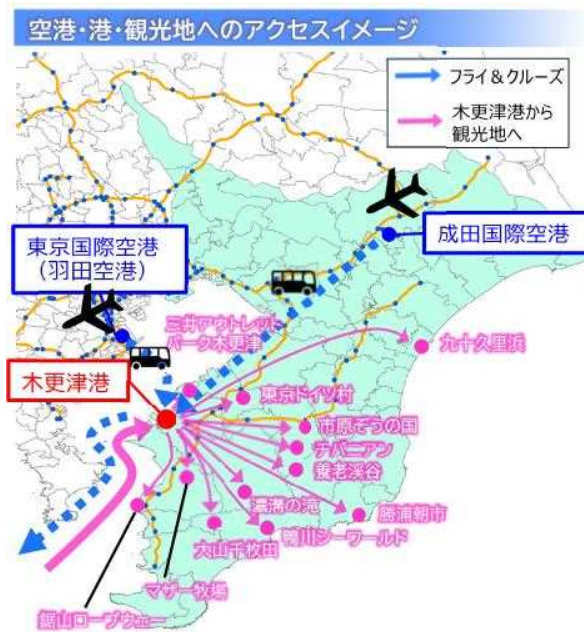 空港・港・観光地へのアクセスイメージ
フライ&クルーズ
木更津港から
観光地へ
成田国際空港
東京国際空港
(羽田空港)
三井アウトレット
パーク木更津
九十九里浜
木更津港
東京ドイツ村
市原ぞうの国
チバニアン
養老渓谷
濃溝の滝
勝浦朝市
鴨川シーワールド
大山千枚田
マザー牧場
鋸山ロープウェー